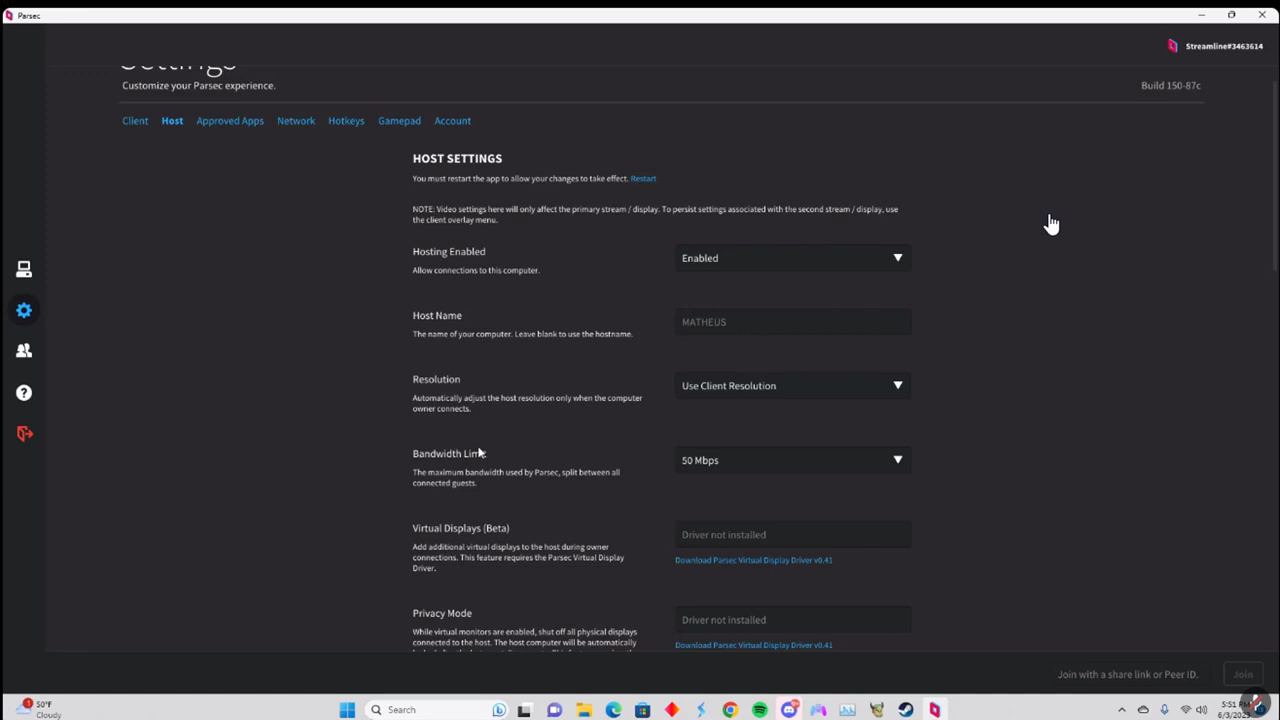 Parsec
Streamline#3463614
Settings
Customize your Parsec experience.
Build 150-87c
Client Host Approved Apps Network Hotkeys Gamepad Account
HOST SETTINGS
You must restart the app to allow your changes to take effect. Restart
NOTE: Video settings here will only affect the primary stream / display. To persist settings associated with the second stream / display, use
the client overlay menu.
Hosting Enabled
Allow connections to this computer.
Enabled
Host Name
The name of your computer. Leave blank to use the hostname.
MATHEUS
Resolution
Automatically adjust the host resolution only when the computer
owner connects.
Use Client Resolution
Bandwidth Limit
The maximum bandwidth used by Parsec, split between all
connected guests.
50 Mbps
Virtual Displays (Beta)
Add additional virtual displays to the host during owner
connections. This feature requires the Parsec Virtual Display
Driver.
Driver not installed
Download Parsec Virtual Display Driver v0.41
Privacy Mode
While virtual monitors are enabled, shut off all physical displays
connected to the host. The host computer will be automatically
Driver not installed
Download Parsec Virtual Display Driver v0.41
Join with a share link or Peer ID.
Join
1
50°F
Cloudy
Search
5:51